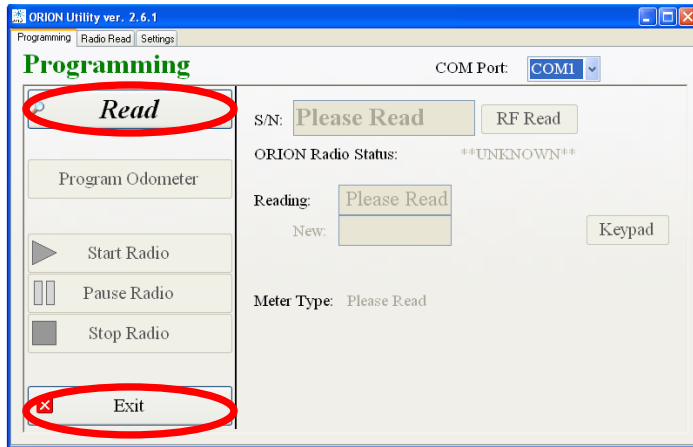 ORION Utility ver. 2.6.1
Programming Radio Read Settings
Programming
COM Port: COM1
Read
S/N: Please Read RF Read
ORION Radio Status: **UNKNOWN**
Program Odometer
Reading: Please Read
New:
Keypad
Start Radio
Pause Radio
Meter Type: Please Read
Stop Radio
Exit